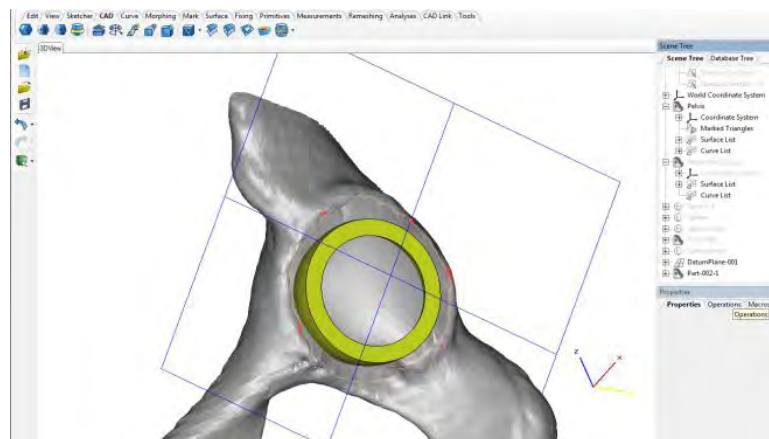 Edit View Sketcher CAD Curve Morphing Mark Surface Fixing Primitives Measurements Remeshing Analyses CAD Link Tools
3DView
Scene Tree
Scene Tree Database Tree
World Coordinate System
Pelvis
Coordinate System
Marked Triangles
Surface List
Curve List
Surface List
Curve List
DatumPlane-001
Part-002-1
Properties
Properties Operations Macros
Operations
z
x